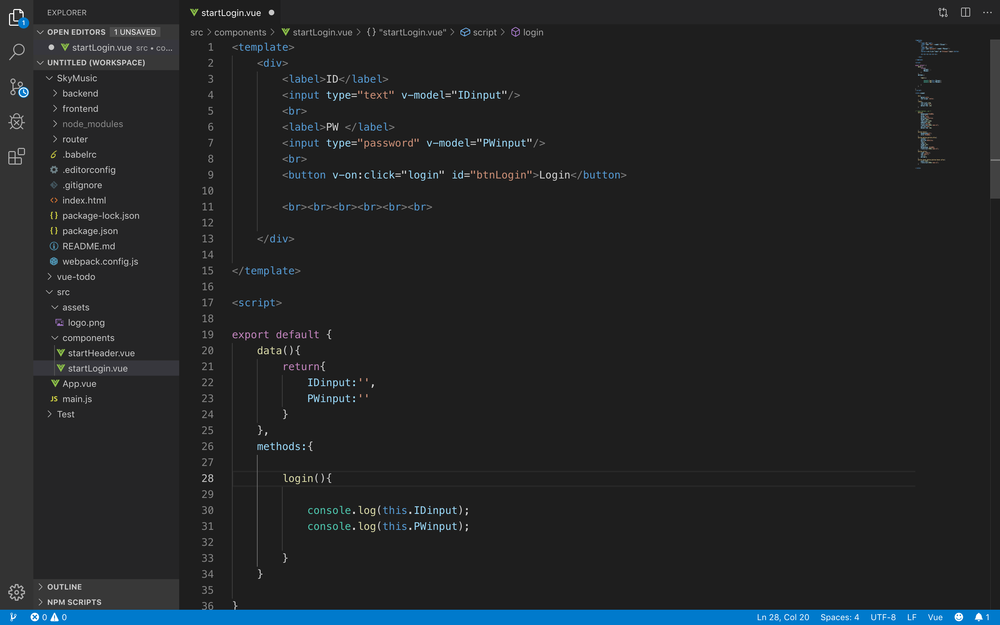 EXPLORER
OPEN EDITORS 1 UNSAVED
startLogin.vue src • co...
UNTITLED (WORKSPACE)
SkyMusic
backend
frontend
node_modules
router
.babelrc
.editorconfig
.gitignore
index.html
package-lock.json
package.json
README.md
webpack.config.js
vue-todo
src
assets
logo.png
components
startHeader.vue
startLogin.vue
App.vue
JS main.js
Test
OUTLINE
NPM SCRIPTS
1
startLogin.vue
src > components > startLogin.vue > {} "startLogin.vue" > script > login
1 <template>
2 <div>
3 <label>ID</label>
4 <input type="text" v-model="IDinput"/>
5 <br>
6 <label>PW </label>
7 <input type="password" v-model="PWinput"/>
8 <br>
9 <button v-on:click="login" id="btnLogin">Login</button>
10
11 <br><br><br><br><br><br>
12
13 </div>
14
15 </template>
16
17 <script>
18
19 export default {
20 data(){
21 return{
22 IDinput:'',
23 PWinput:''
24 }
25 },
26 methods:{
27
28 login(){
29
30 console.log(this.IDinput);
31 console.log(this.PWinput);
32
33 }
34 }
35
36 }
0 0
Ln 28, Col 20 Spaces: 4 UTF-8 LF Vue 1